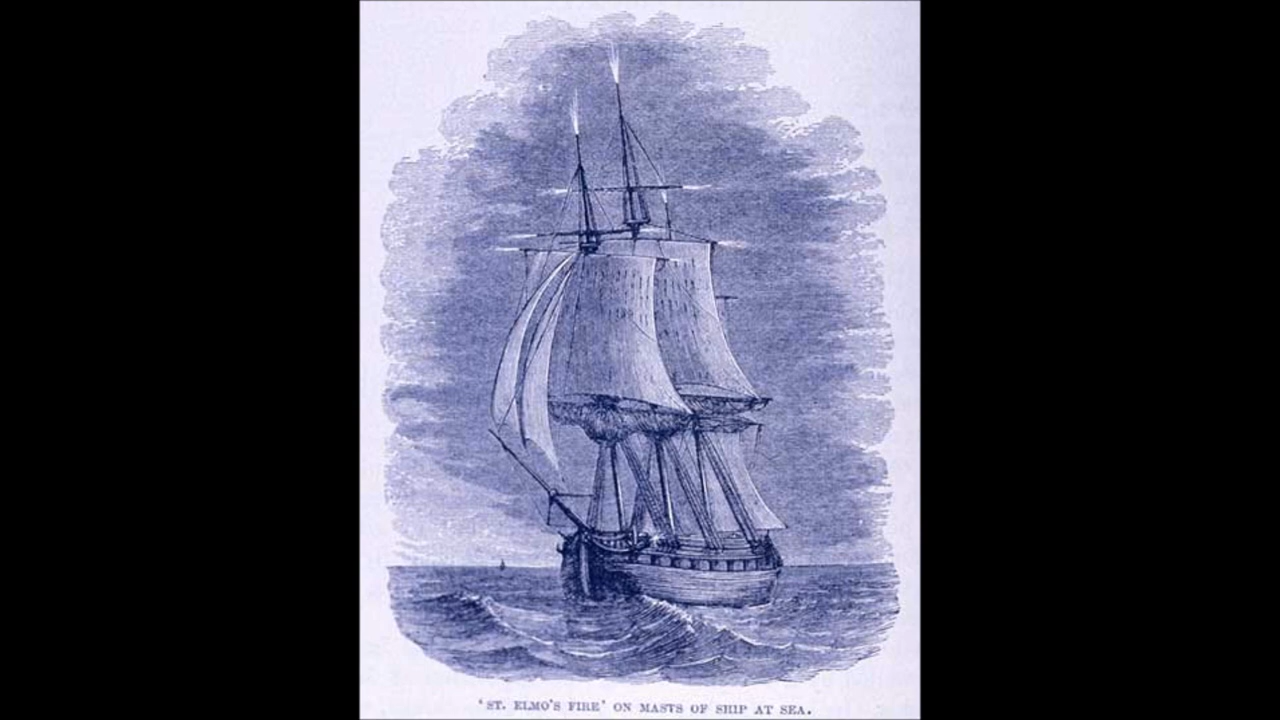 'ST. ELMO'S FIRE' ON MASTS OF SHIP AT SEA.